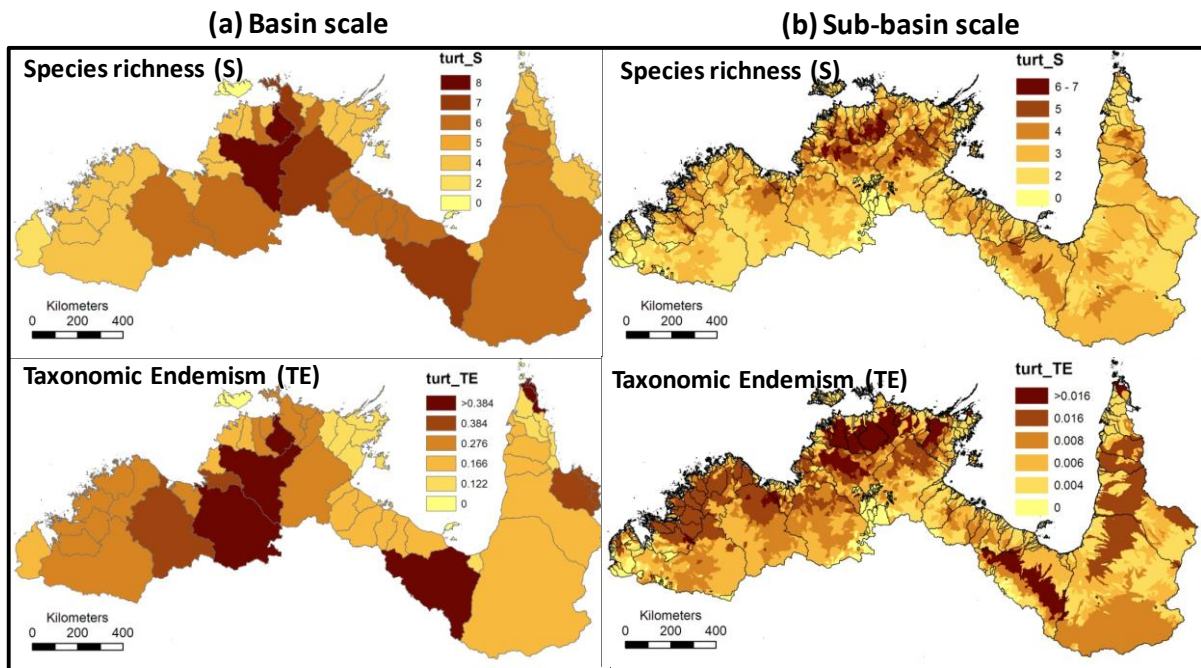 (a) Basin scale
(b) Sub-basin scale
Species richness (S)
turt_S
8
7
6
5
4
2
0
Kilometers
0 200 400
Species richness (S)
turt_S
6 - 7
5
4
3
2
0
Kilometers
0 200 400
Taxonomic Endemism (TE)
turt_TE
>0.384
0.384
0.276
0.166
0.122
0
Kilometers
0 200 400
Taxonomic Endemism (TE)
turt_TE
>0.016
0.016
0.008
0.006
0.004
0
Kilometers
0 200 400